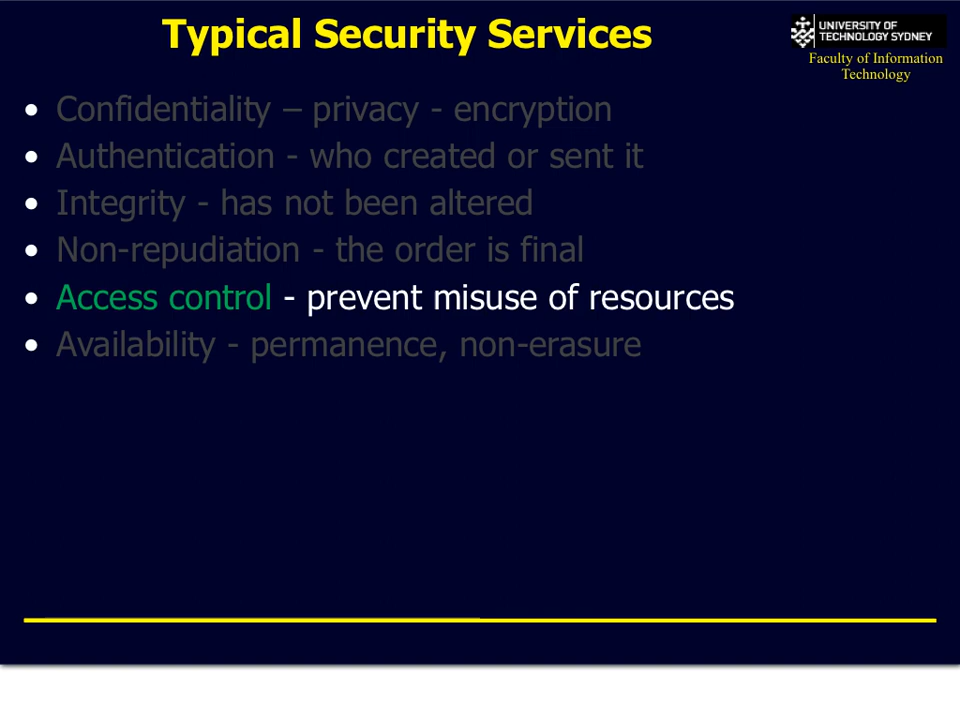 Typical Security Services
UNIVERSITY OF
TECHNOLOGY SYDNEY
Faculty of Information
Technology
• Confidentiality – privacy - encryption
• Authentication - who created or sent it
• Integrity - has not been altered
• Non-repudiation - the order is final
• Access control - prevent misuse of resources
• Availability - permanence, non-erasure